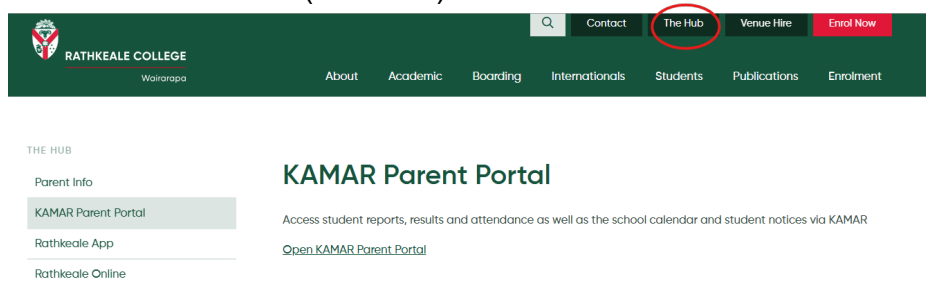 Contact The Hub Venue Hire Enrol Now
RATHKEALE COLLEGE
Wairarapa
About Academic Boarding Internationals Students Publications Enrolment
THE HUB
Parent Info
KAMAR Parent Portal
Rathkeale App
Rathkeale Online
KAMAR Parent Portal
Access student reports, results and attendance as well as the school calendar and student notices via KAMAR
Open KAMAR Parent Portal